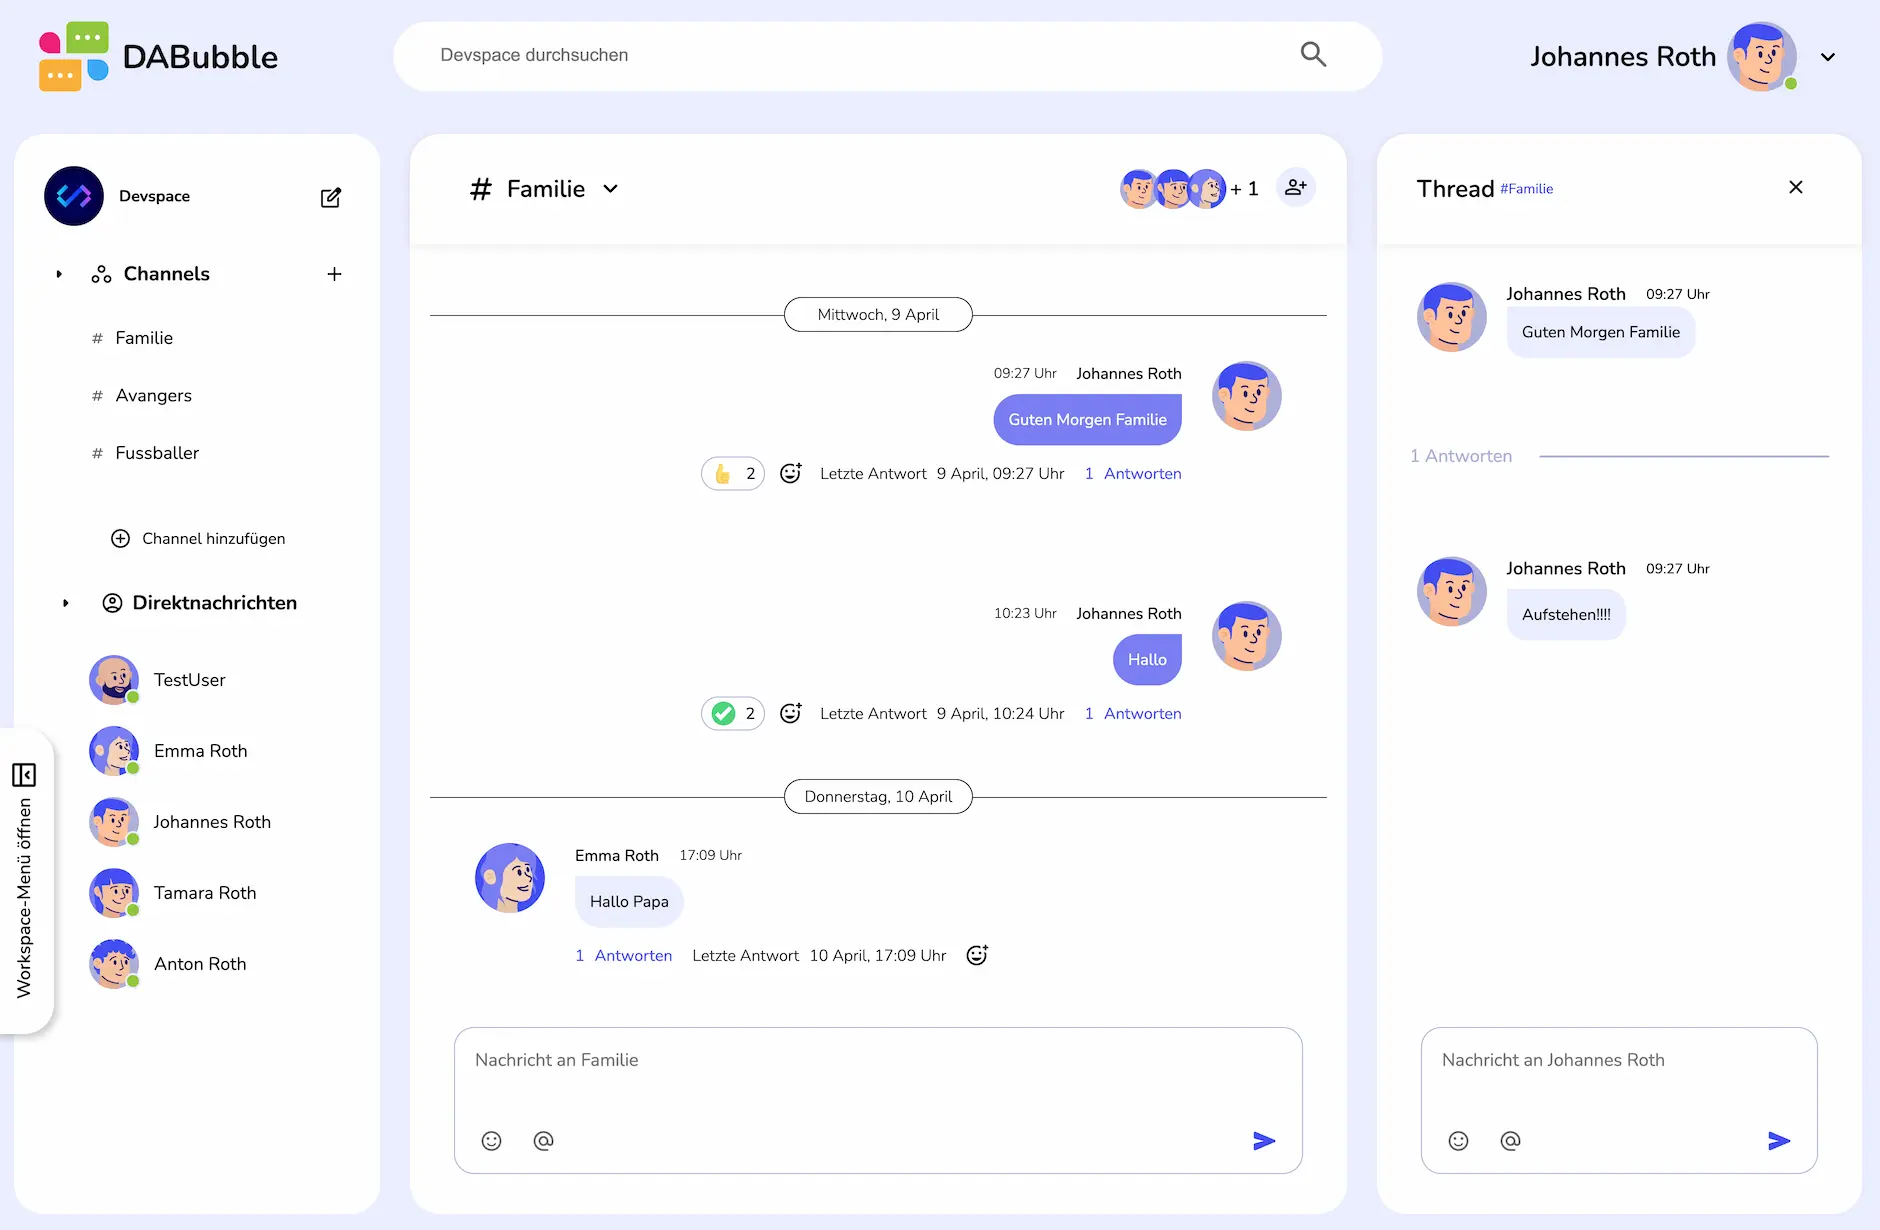 DABubble
Devspace durchsuchen
Johannes Roth
Devspace
Channels
# Familie
# Avangers
# Fussballer
Channel hinzufügen
Direktnachrichten
TestUser
Emma Roth
Johannes Roth
Tamara Roth
Anton Roth
Workspace-Menü öffnen
# Familie
+ 1
Mittwoch, 9 April
09:27 Uhr Johannes Roth
Guten Morgen Familie
2 Letzte Antwort 9 April, 09:27 Uhr 1 Antworten
10:23 Uhr Johannes Roth
Hallo
2 Letzte Antwort 9 April, 10:24 Uhr 1 Antworten
Donnerstag, 10 April
Emma Roth 17:09 Uhr
Hallo Papa
1 Antworten Letzte Antwort 10 April, 17:09 Uhr
Nachricht an Familie
@
Thread #Familie
Johannes Roth 09:27 Uhr
Guten Morgen Familie
1 Antworten
Johannes Roth 09:27 Uhr
Aufstehen!!!!
Nachricht an Johannes Roth
@